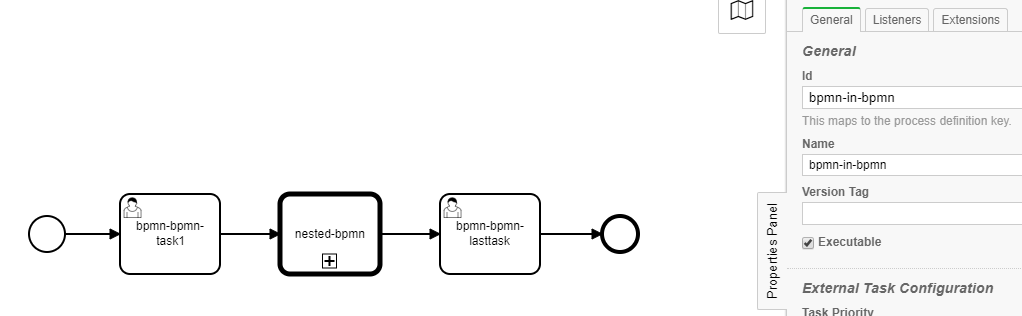 General Listeners Extensions
General
Id
bpmn-in-bpmn
This maps to the process definition key.
Name
bpmn-in-bpmn
Version Tag
Executable
External Task Configuration
Task Priority
Properties Panel
bpmn-bpmn-
task1
nested-bpmn
bpmn-bpmn-
lasttask